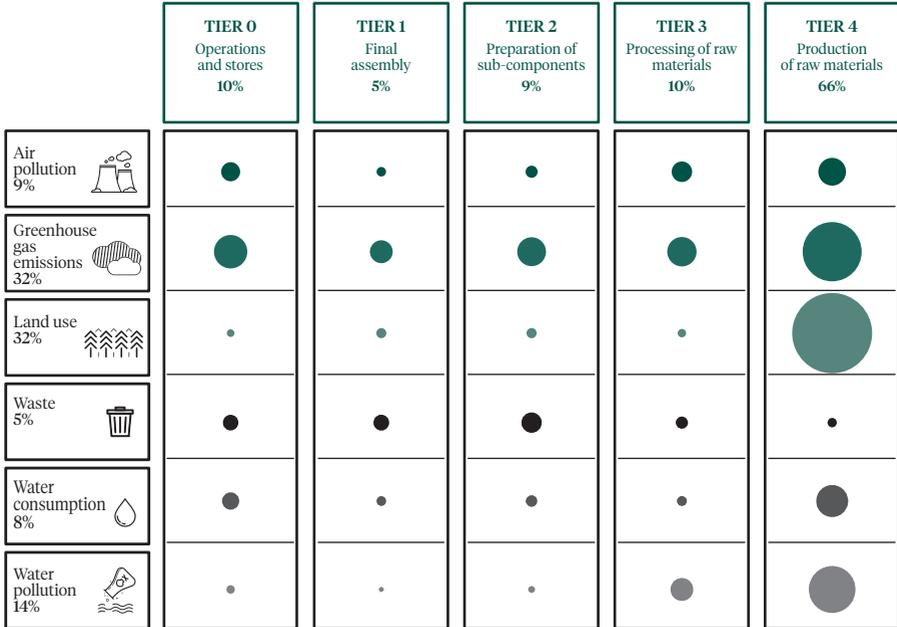 TIER 0
Operations
and stores
10%
TIER 1
Final
assembly
5%
TIER 2
Preparation of
sub-components
9%
TIER 3
Processing of raw
materials
10%
TIER 4
Production
of raw materials
66%
Air
pollution
9%
Greenhouse
gas
emissions
32%
Land use
32%
Waste
5%
Water
consumption
8%
Water
pollution
14%